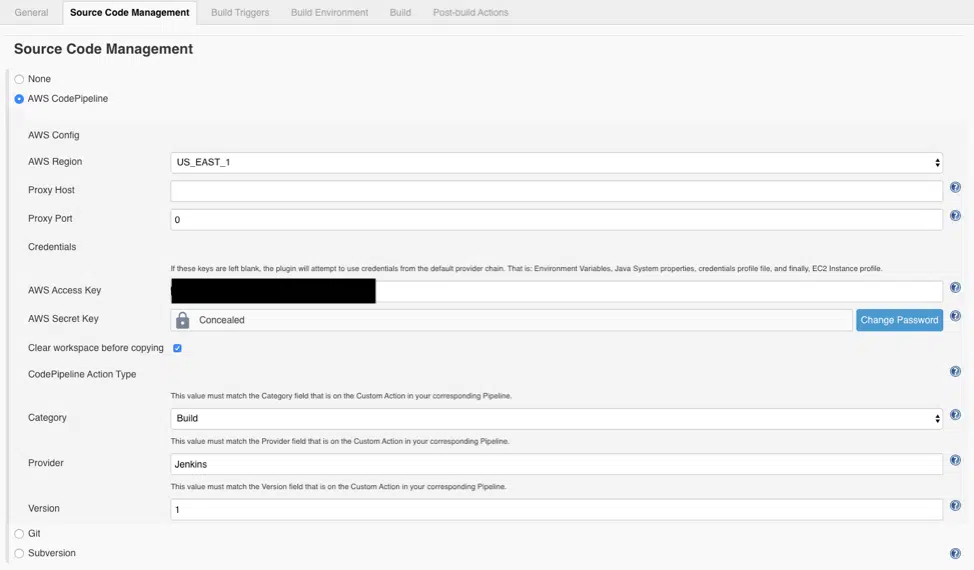 General Source Code Management Build Triggers Build Environment Build Post-build Actions
Source Code Management
None
AWS CodePipeline
AWS Config
AWS Region US_EAST_1
Proxy Host
Proxy Port 0
Credentials
If these keys are left blank, the plugin will attempt to use credentials from the default provider chain. That is: Environment Variables, Java System properties, credentials profile file, and finally, EC2 Instance profile.
AWS Access Key
AWS Secret Key Concealed Change Password
Clear workspace before copying
CodePipeline Action Type
This value must match the Category field that is on the Custom Action in your corresponding Pipeline.
Category Build
This value must match the Provider field that is on the Custom Action in your corresponding Pipeline.
Provider Jenkins
This value must match the Version field that is on the Custom Action in your corresponding Pipeline.
Version 1
Git
Subversion